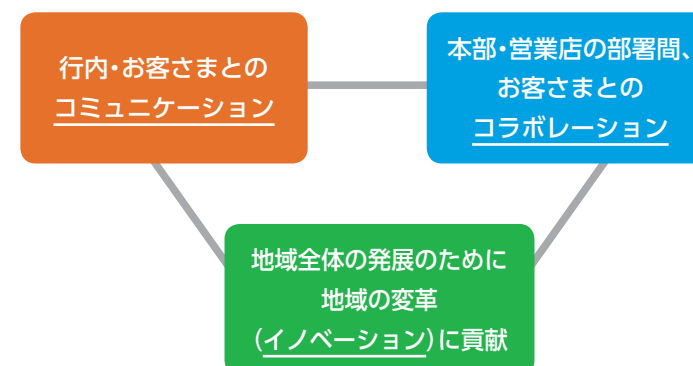 行内・お客さまとの
コミュニケーション
本部・営業店の部署間、
お客さまとの
コラボレーション
地域全体の発展のために
地域の変革
(イノベーション)に貢献